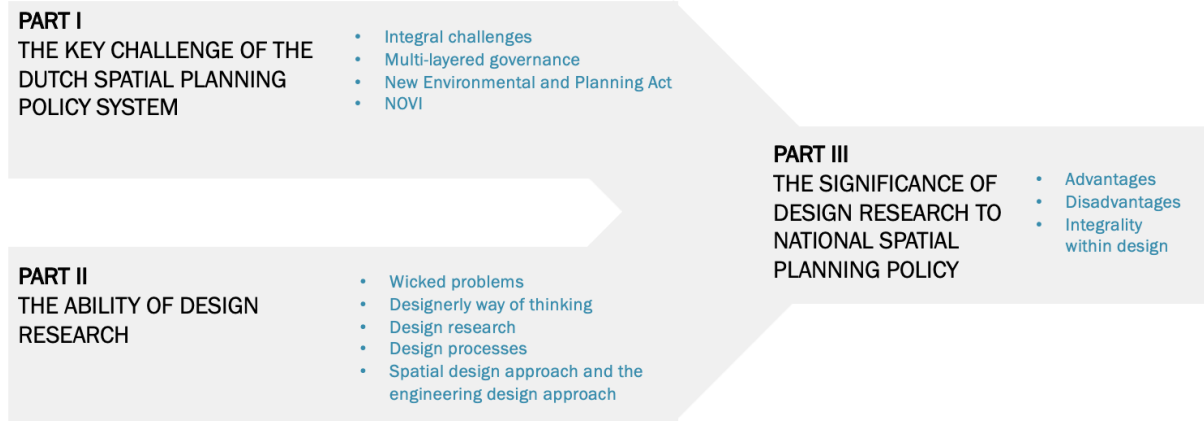 PART I
THE KEY CHALLENGE OF THE
DUTCH SPATIAL PLANNING
POLICY SYSTEM
• Integral challenges
• Multi-layered governance
• New Environmental and Planning Act
• NOVI
PART II
THE ABILITY OF DESIGN
RESEARCH
• Wicked problems
• Designerly way of thinking
• Design research
• Design processes
• Spatial design approach and the
engineering design approach
PART III
THE SIGNIFICANCE OF
DESIGN RESEARCH TO
NATIONAL SPATIAL
PLANNING POLICY
• Advantages
• Disadvantages
• Integrality
within design